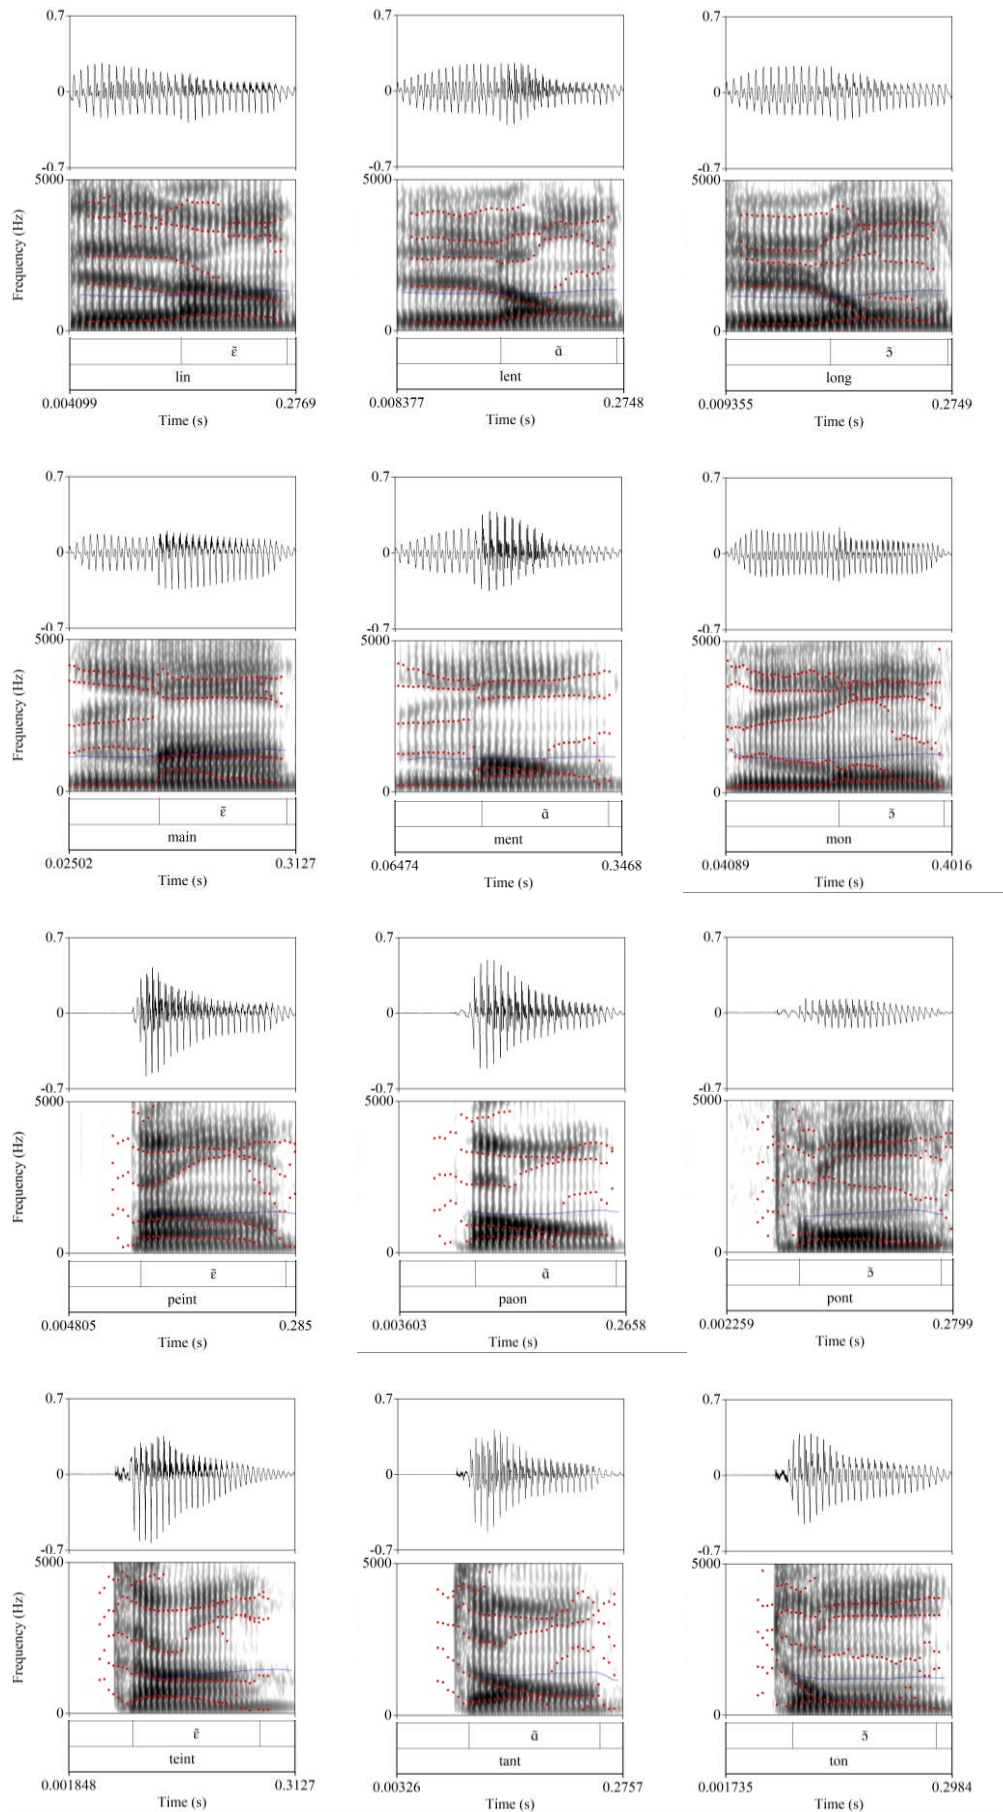 0.7 0.7 0.7
0 0 0
-0.7 -0.7 -0.7
5000 5000 5000
Frequency (Hz)
0 0 0
ɛ̃ ɑ̃ ɔ̃
lin lent long
0.004099 0.2769 0.008377 0.2748 0.009355 0.2749
Time (s) Time (s) Time (s)
0.7 0.7 0.7
0 0 0
-0.7 -0.7 -0.7
5000 5000 5000
Frequency (Hz)
0 0 0
ɛ̃ ɑ̃ ɔ̃
main ment mon
0.02502 0.3127 0.06474 0.3468 0.04089 0.4016
Time (s) Time (s) Time (s)
0.7 0.7 0.7
0 0 0
-0.7 -0.7 -0.7
5000 5000 5000
Frequency (Hz)
0 0 0
ɛ̃ ɑ̃ ɔ̃
peint paon pont
0.004805 0.285 0.003603 0.2658 0.002259 0.2799
Time (s) Time (s) Time (s)
0.7 0.7 0.7
0 0 0
-0.7 -0.7 -0.7
5000 5000 5000
Frequency (Hz)
0 0 0
ɛ̃ ɑ̃ ɔ̃
teint tant ton
0.001848 0.3127 0.00326 0.2757 0.001735 0.2984
Time (s) Time (s) Time (s)